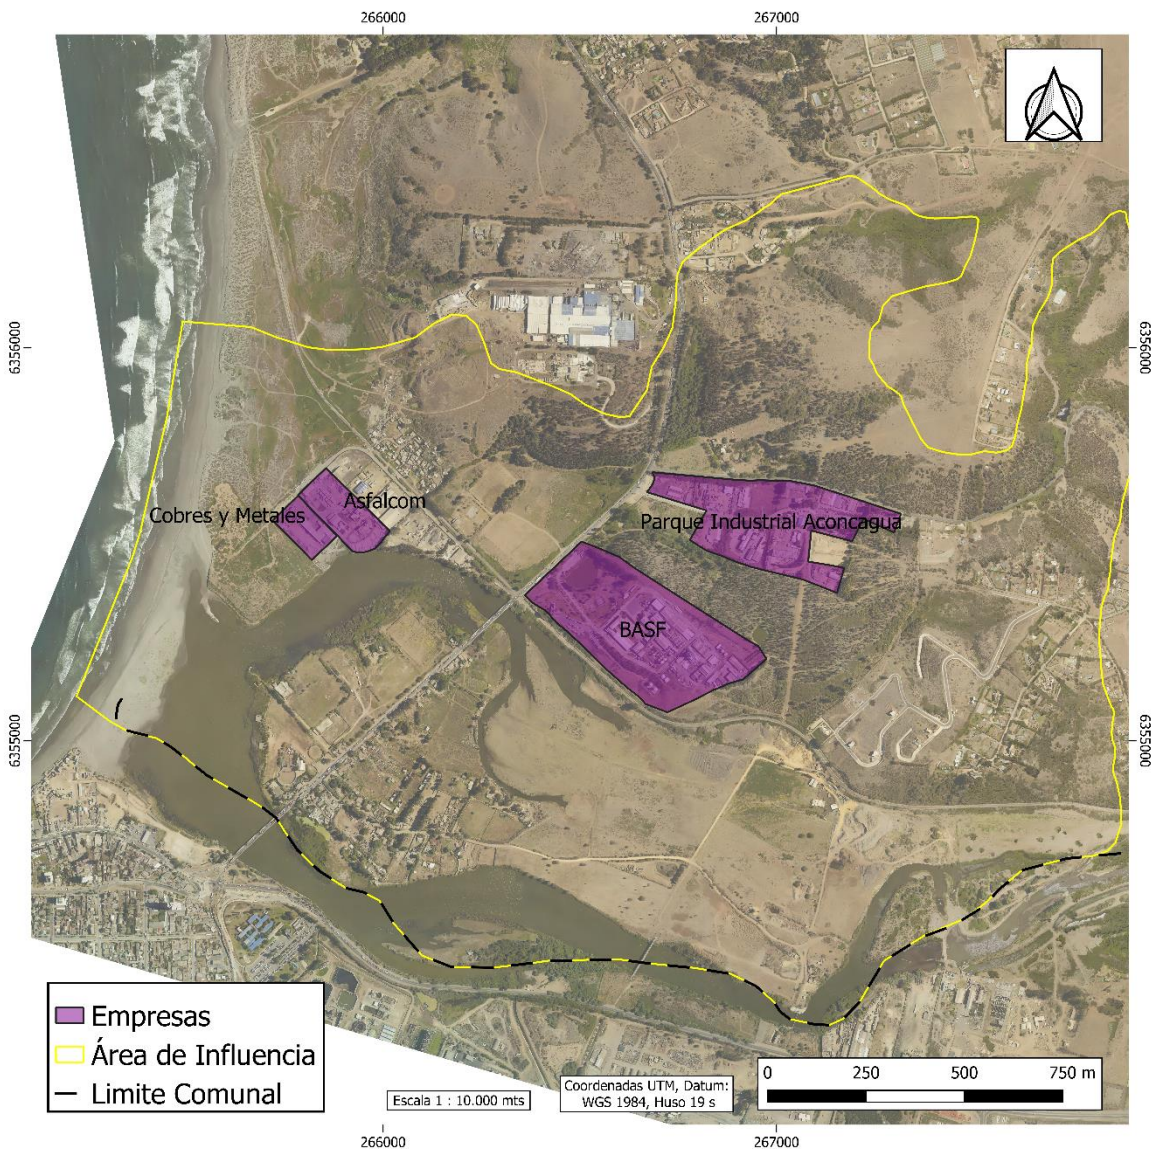 266000
267000
6356000
6356000
Asfalcom
Cobres y Metales
Parque Industrial Aconcagua
BASF
6355000
6355000
Empresas
Área de Influencia
Limite Comunal
Escala 1 : 10.000 mts
Coordenadas UTM, Datum:
WGS 1984, Huso 19 s
0 250 500 750 m
266000
267000